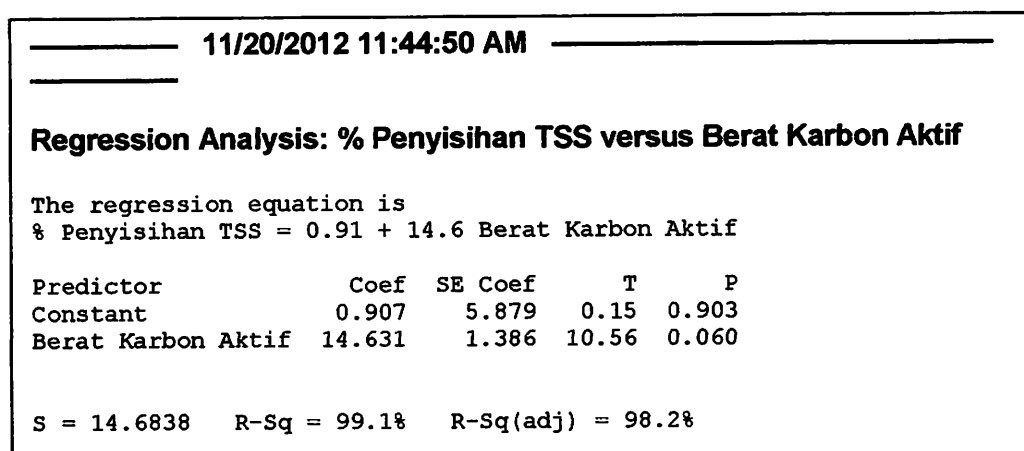 11/20/2012 11:44:50 AM
Regression Analysis: % Penyisihan TSS versus Berat Karbon Aktif
The regression equation is
% Penyisihan TSS = 0.91 + 14.6 Berat Karbon Aktif
Predictor Coef SE Coef T P
Constant 0.907 5.879 0.15 0.903
Berat Karbon Aktif 14.631 1.386 10.56 0.060
S = 14.6838 R-Sq = 99.1% R-Sq(adj) = 98.2%